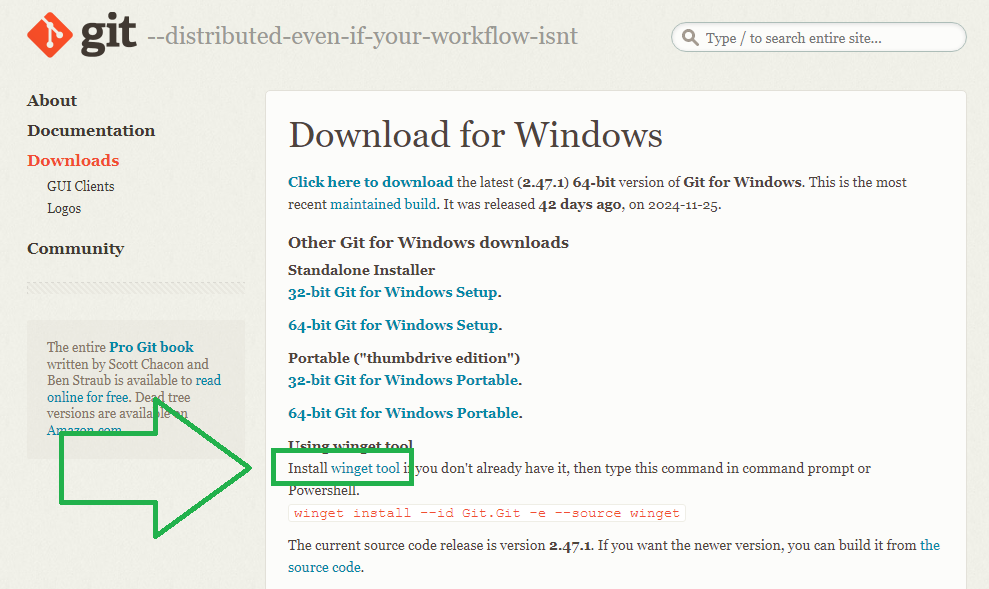 git --distributed-even-if-your-workflow-isnt
Type / to search entire site...
About
Documentation
Downloads
GUI Clients
Logos
Community
The entire Pro Git book
written by Scott Chacon and
Ben Straub is available to read
online for free. Dead tree
versions are available on
Amazon.com.
Download for Windows
Click here to download the latest (2.47.1) 64-bit version of Git for Windows. This is the most
recent maintained build. It was released 42 days ago, on 2024-11-25.
Other Git for Windows downloads
Standalone Installer
32-bit Git for Windows Setup.
64-bit Git for Windows Setup.
Portable ("thumbdrive edition")
32-bit Git for Windows Portable.
64-bit Git for Windows Portable.
Using winget tool
Install winget tool if you don't already have it, then type this command in command prompt or
Powershell.
winget install --id Git.Git -e --source winget
The current source code release is version 2.47.1. If you want the newer version, you can build it from the
source code.